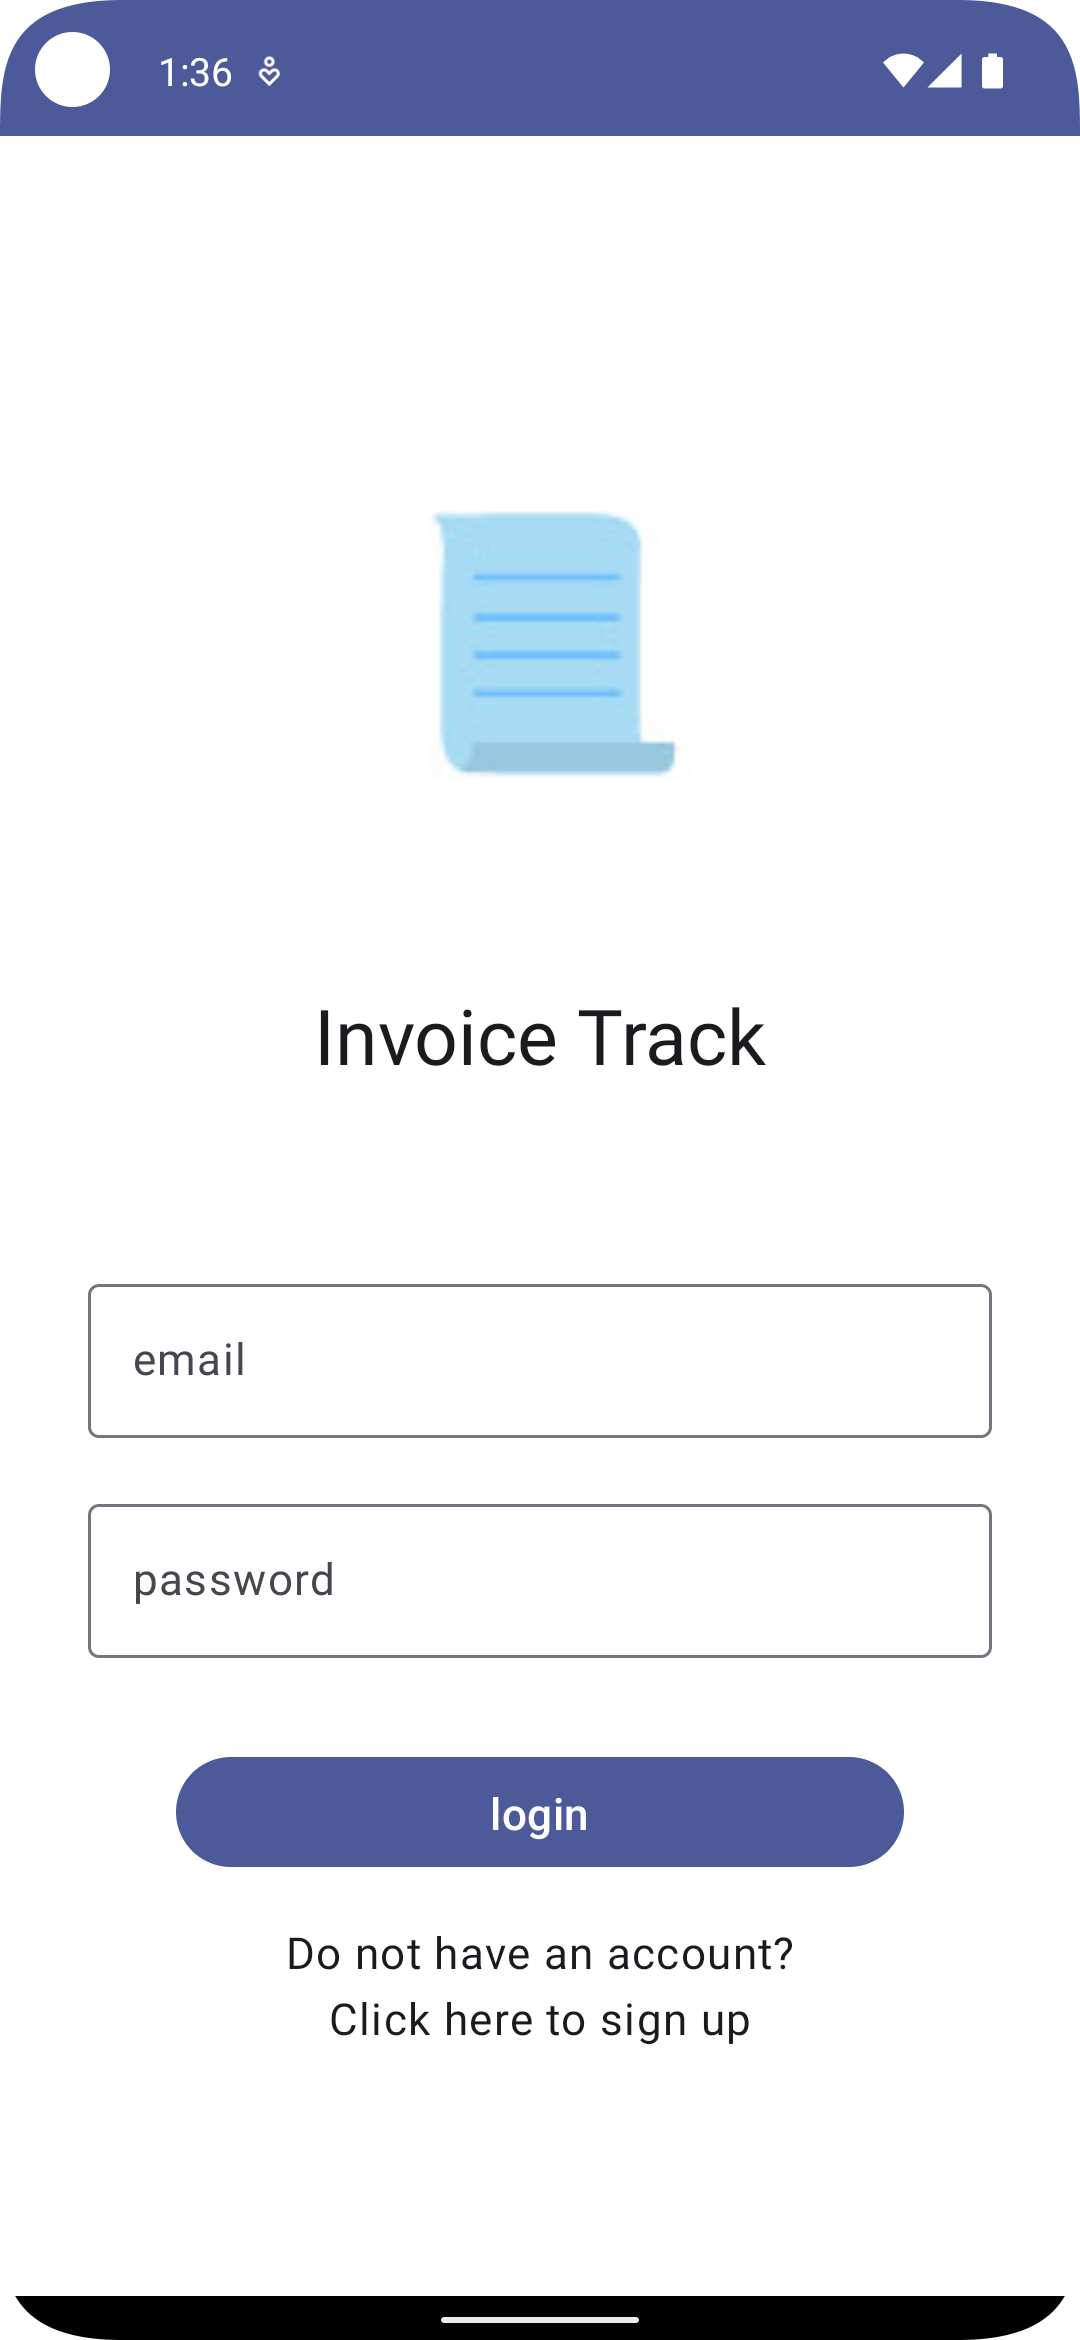 1:36
Invoice Track
email
password
login
Do not have an account?
Click here to sign up